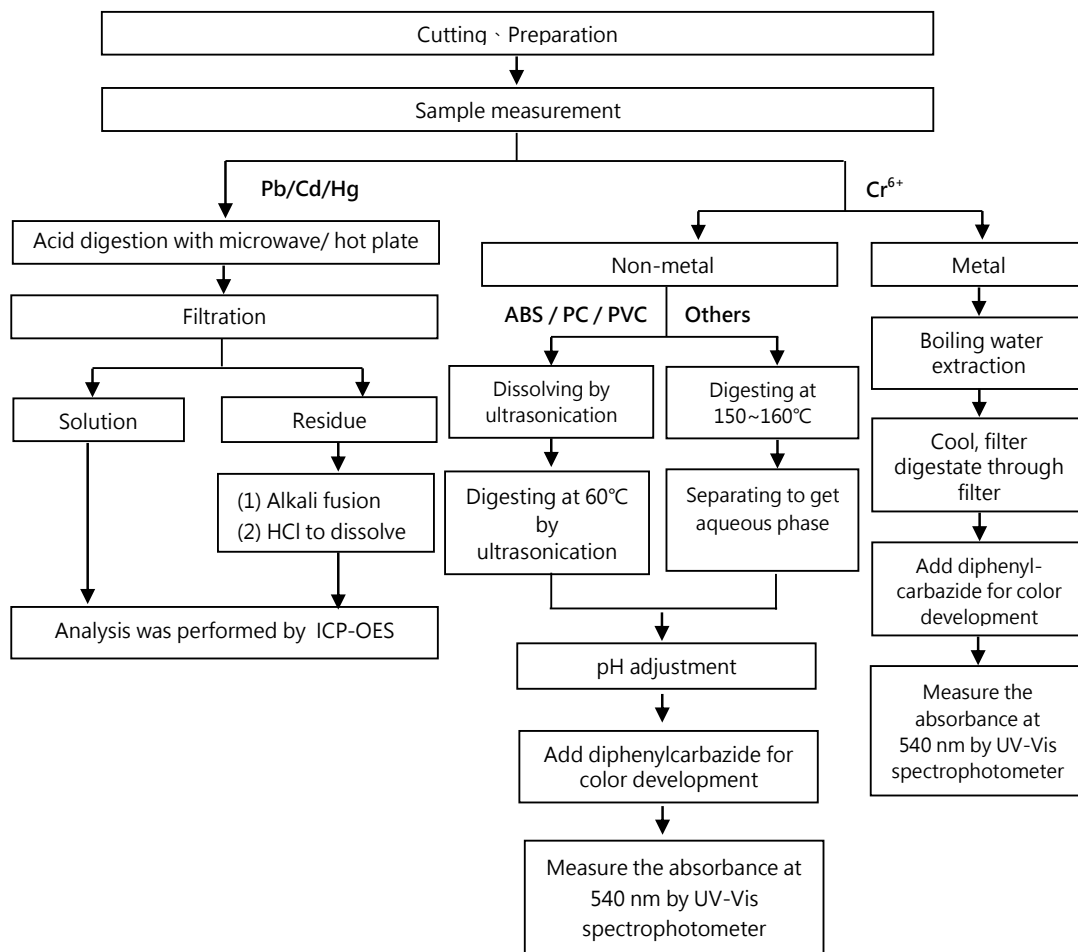 Cutting、Preparation
Sample measurement
Pb/Cd/Hg
Cr⁶⁺
Acid digestion with microwave/ hot plate
Filtration
Solution
Residue
(1) Alkali fusion
(2) HCl to dissolve
Analysis was performed by ICP-OES
Non-metal
ABS / PC / PVC
Others
Dissolving by
ultrasonication
Digesting at
150~160℃
Digesting at 60℃
by
ultrasonication
Separating to get
aqueous phase
pH adjustment
Add diphenylcarbazide for
color development
Measure the absorbance at
540 nm by UV-Vis
spectrophotometer
Metal
Boiling water
extraction
Cool, filter
digestate through
filter
Add diphenyl-
carbazide for color
development
Measure the
absorbance at
540 nm by UV-Vis
spectrophotometer